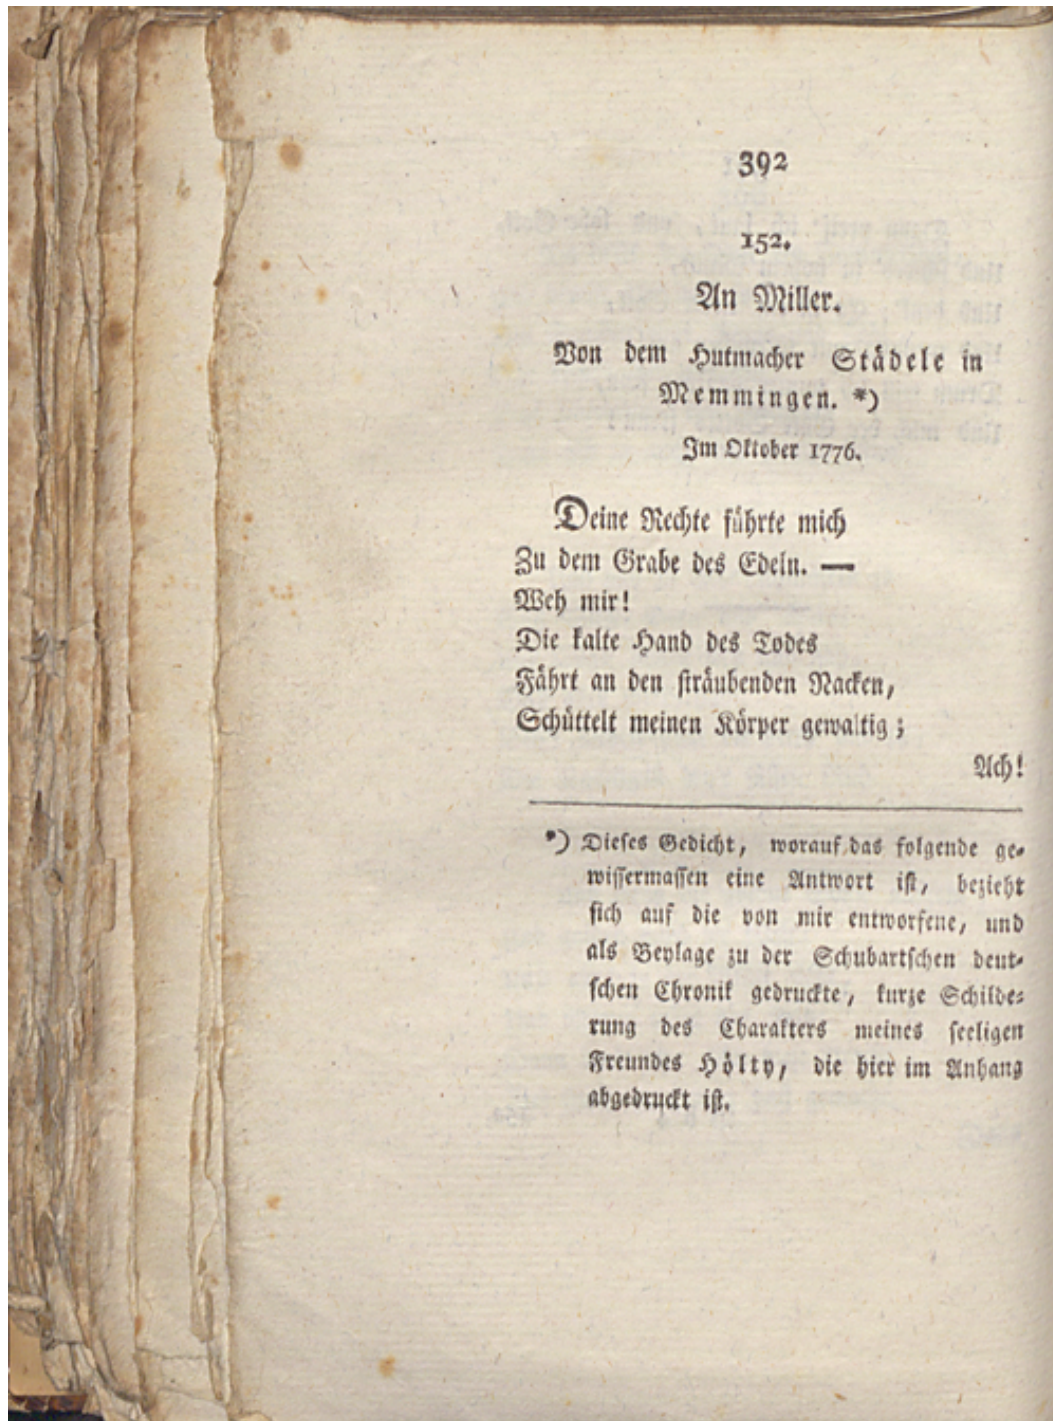 392
152.
An Miller.
Von dem Hutmacher Städele in
Memmingen. *)
Im Oktober 1776.
Deine Rechte führte mich
Zu dem Grabe des Edeln. —
Weh mir!
Die kalte Hand des Todes
Fährt an den sträubenden Nacken,
Schüttelt meinen Körper gewaltig;
Ach!
*) Dieses Gedicht, worauf das folgende ge-
wissermassen eine Antwort ist, bezieht
sich auf die von mir entworfene, und
als Beylage zu der Schubartschen deut-
schen Chronik gedruckte, kurze Schilde-
rung des Charakters meines seeligen
Freundes Hölty, die hier im Anhang
abgedruckt ist.